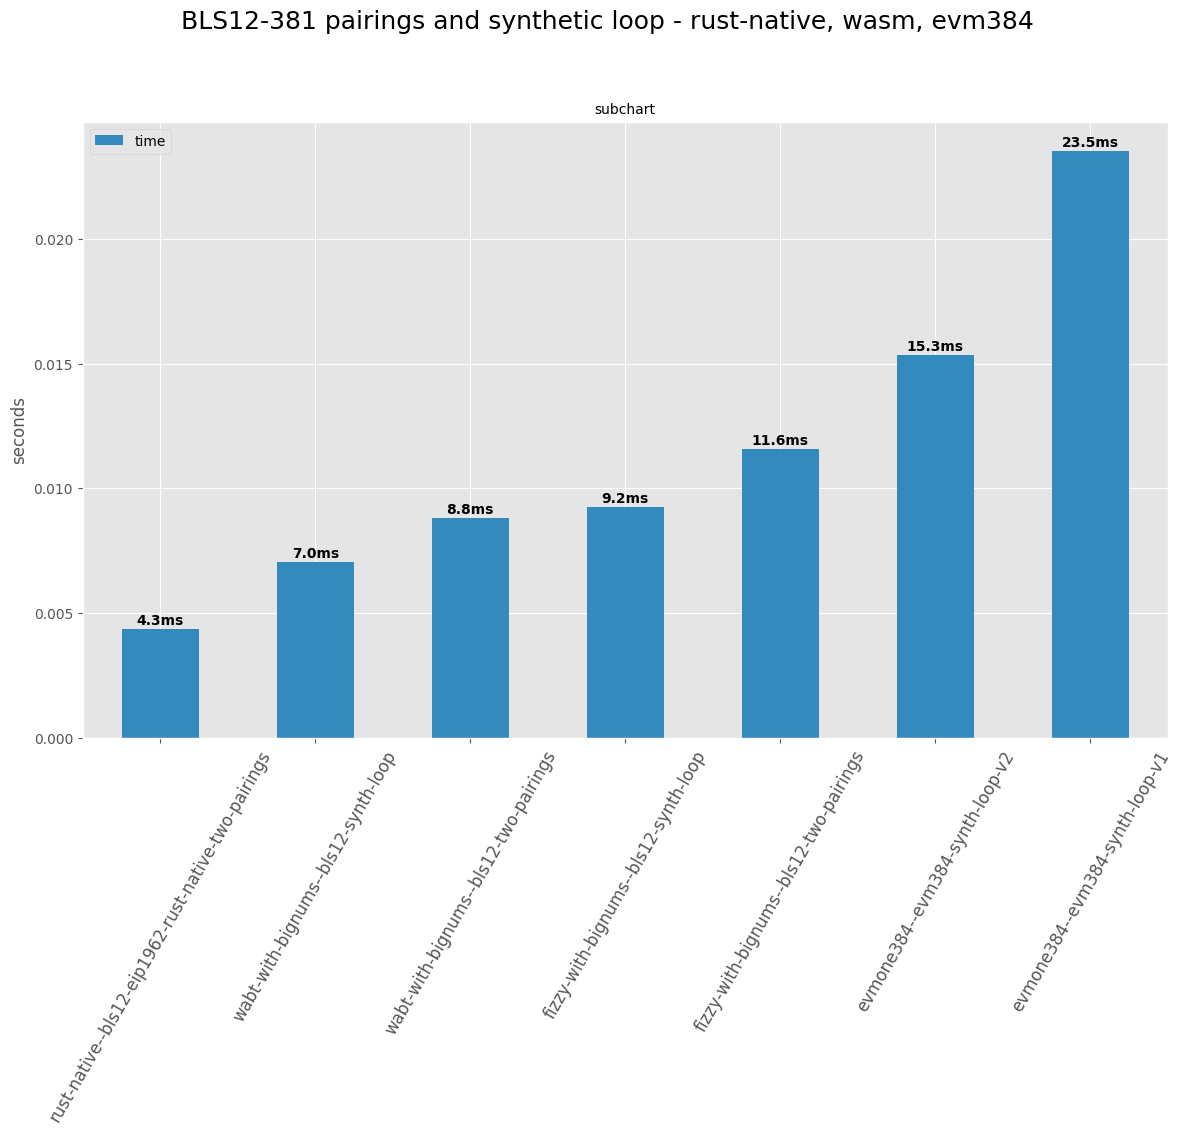 BLS12-381 pairings and synthetic loop - rust-native, wasm, evm384
subchart
time
23.5ms
15.3ms
11.6ms
9.2ms
8.8ms
7.0ms
4.3ms
seconds
0.020
0.015
0.010
0.005
0.000
rust-native--bls12-eip1962-rust-native-two-pairings
wabt-with-bignums--bls12-synth-loop
wabt-with-bignums--bls12-two-pairings
fizzy-with-bignums--bls12-synth-loop
fizzy-with-bignums--bls12-two-pairings
evmone384--evm384-synth-loop-v2
evmone384--evm384-synth-loop-v1